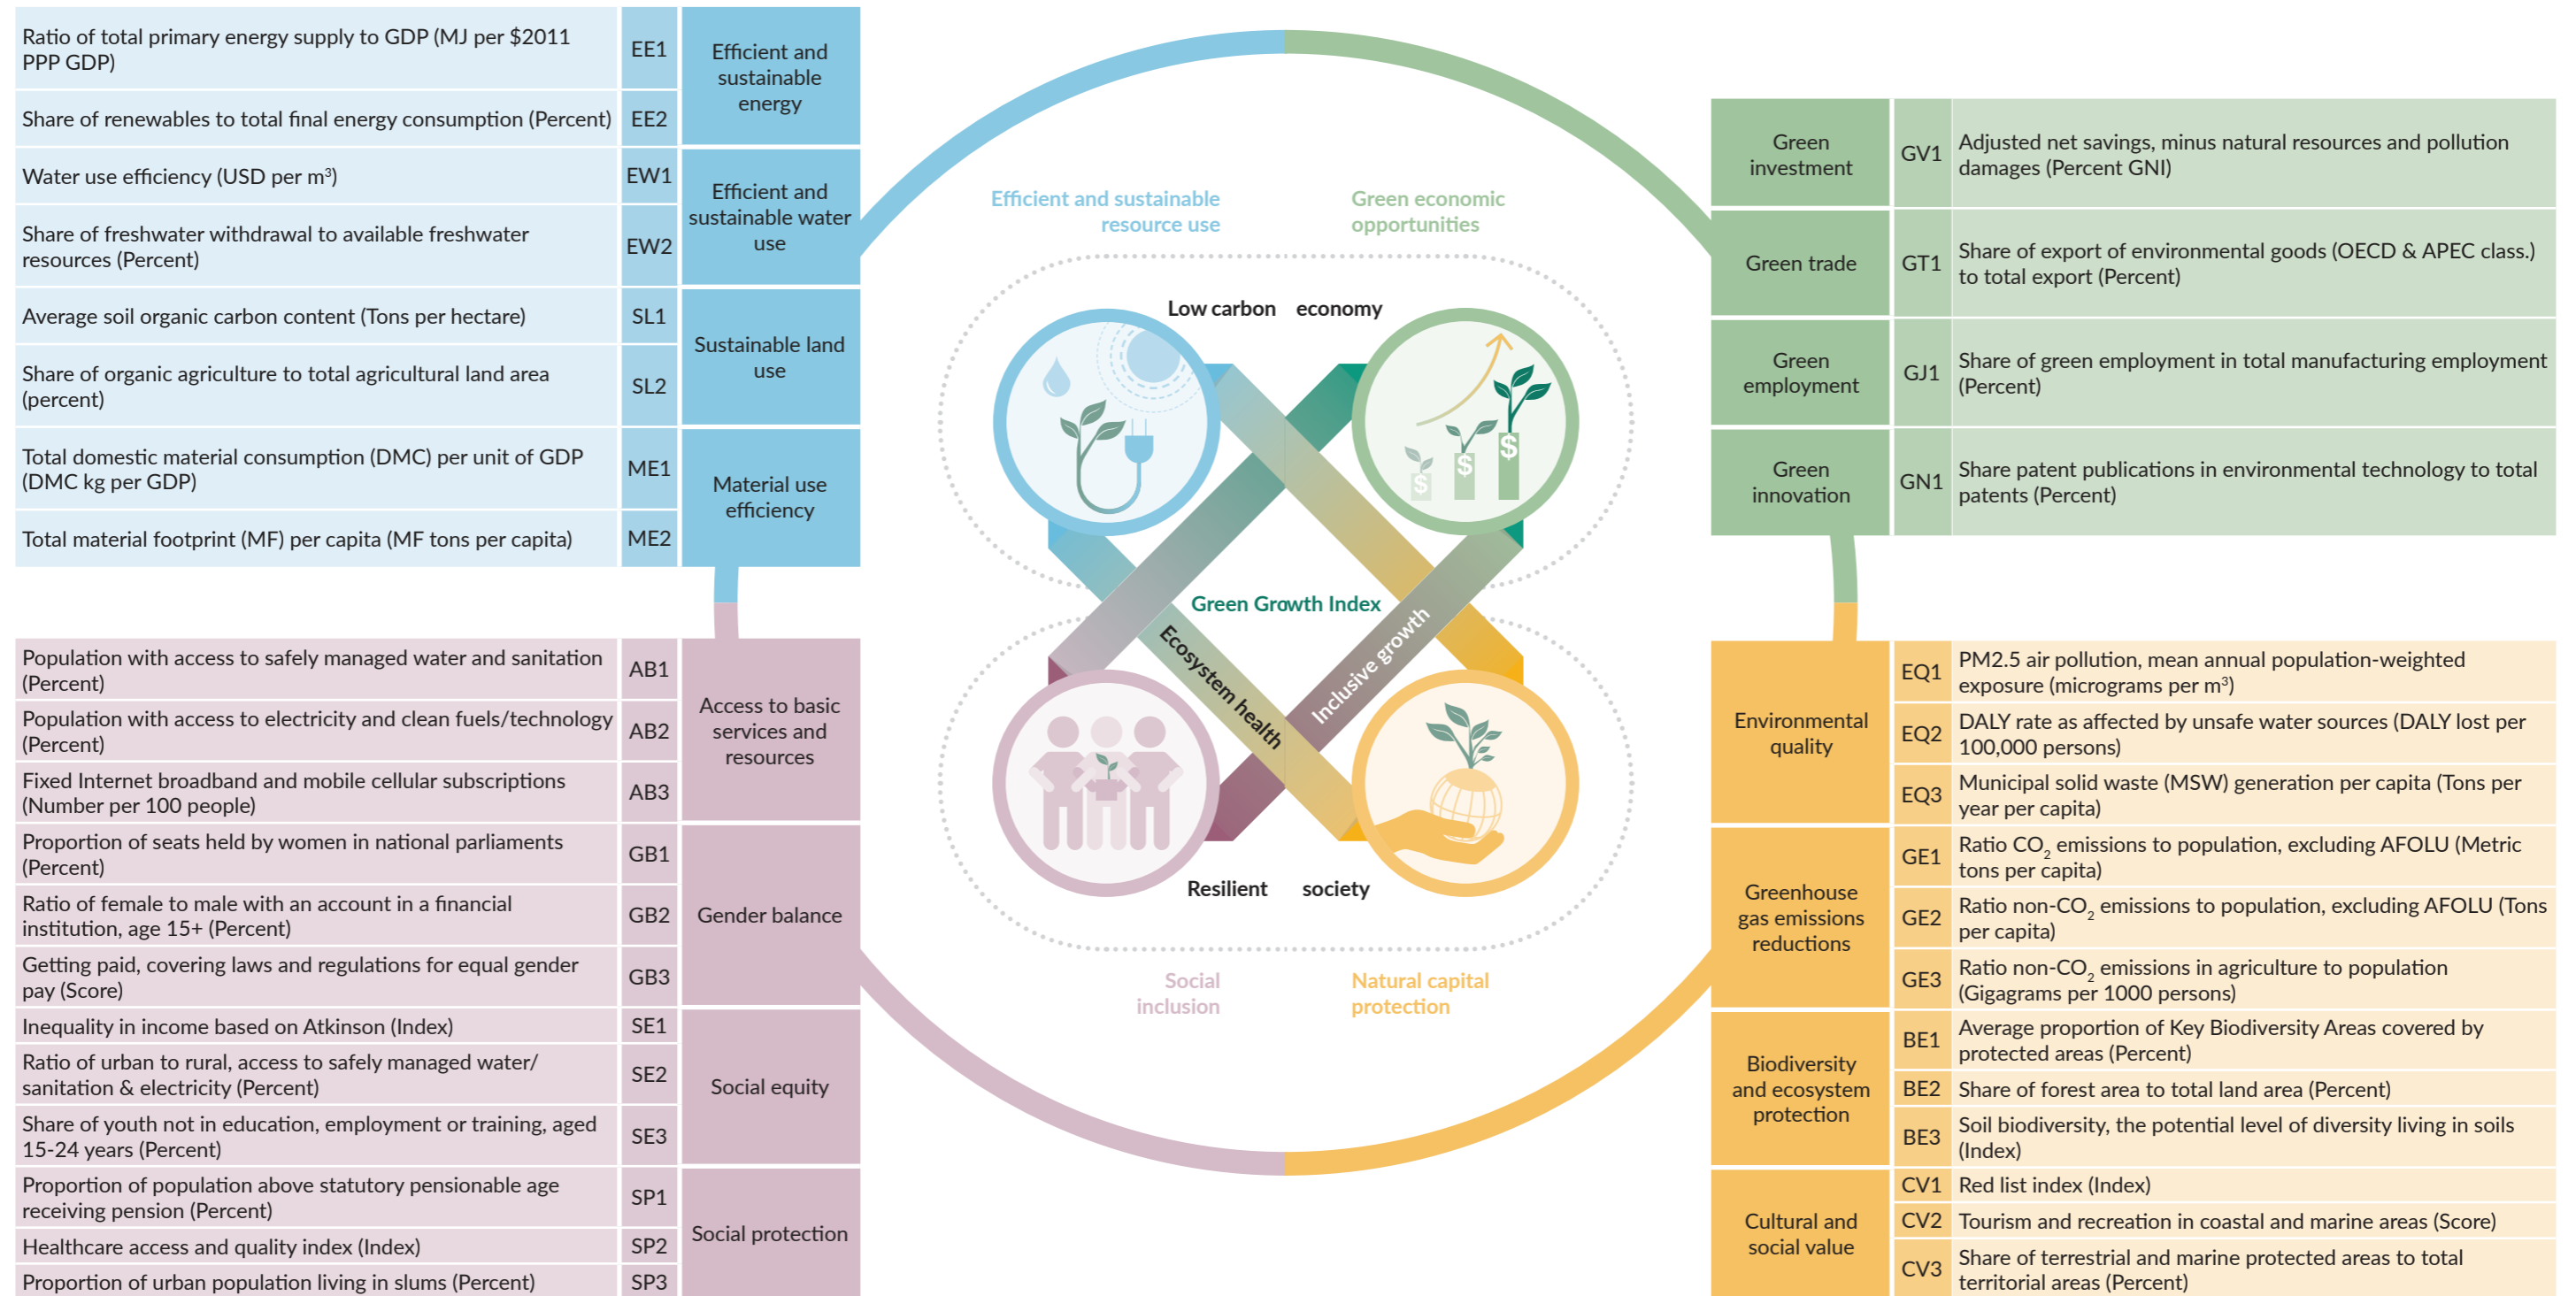 Ratio of total primary energy supply to GDP (MJ per $2011
PPP GDP)
EE1
Efficient and
sustainable
energy
Share of renewables to total final energy consumption (Percent)
EE2
Water use efficiency (USD per m³)
EW1
Efficient and
sustainable water
use
Share of freshwater withdrawal to available freshwater
resources (Percent)
EW2
Average soil organic carbon content (Tons per hectare)
SL1
Sustainable land
use
Share of organic agriculture to total agricultural land area
(percent)
SL2
Total domestic material consumption (DMC) per unit of GDP
(DMC kg per GDP)
ME1
Material use
efficiency
Total material footprint (MF) per capita (MF tons per capita)
ME2
Population with access to safely managed water and sanitation
(Percent)
AB1
Access to basic
services and
resources
Population with access to electricity and clean fuels/technology
(Percent)
AB2
Fixed Internet broadband and mobile cellular subscriptions
(Number per 100 people)
AB3
Proportion of seats held by women in national parliaments
(Percent)
GB1
Gender balance
Ratio of female to male with an account in a financial
institution, age 15+ (Percent)
GB2
Getting paid, covering laws and regulations for equal gender
pay (Score)
GB3
Inequality in income based on Atkinson (Index)
SE1
Social equity
Ratio of urban to rural, access to safely managed water/
sanitation & electricity (Percent)
SE2
Share of youth not in education, employment or training, aged
15-24 years (Percent)
SE3
Proportion of population above statutory pensionable age
receiving pension (Percent)
SP1
Social protection
Healthcare access and quality index (Index)
SP2
Proportion of urban population living in slums (Percent)
SP3
Efficient and sustainable
resource use
Green economic
opportunities
Low carbon economy
$
$
$
Green Growth Index
Ecosystem health
Inclusive growth
Resilient society
Social
inclusion
Natural capital
protection
Green
investment
GV1
Adjusted net savings, minus natural resources and pollution
damages (Percent GNI)
Green trade
GT1
Share of export of environmental goods (OECD & APEC class.)
to total export (Percent)
Green
employment
GJ1
Share of green employment in total manufacturing employment
(Percent)
Green
innovation
GN1
Share patent publications in environmental technology to total
patents (Percent)
Environmental
quality
EQ1
PM2.5 air pollution, mean annual population-weighted
exposure (micrograms per m³)
EQ2
DALY rate as affected by unsafe water sources (DALY lost per
100,000 persons)
EQ3
Municipal solid waste (MSW) generation per capita (Tons per
year per capita)
Greenhouse
gas emissions
reductions
GE1
Ratio CO₂ emissions to population, excluding AFOLU (Metric
tons per capita)
GE2
Ratio non-CO₂ emissions to population, excluding AFOLU (Tons
per capita)
GE3
Ratio non-CO₂ emissions in agriculture to population
(Gigagrams per 1000 persons)
Biodiversity
and ecosystem
protection
BE1
Average proportion of Key Biodiversity Areas covered by
protected areas (Percent)
BE2
Share of forest area to total land area (Percent)
BE3
Soil biodiversity, the potential level of diversity living in soils
(Index)
Cultural and
social value
CV1
Red list index (Index)
CV2
Tourism and recreation in coastal and marine areas (Score)
CV3
Share of terrestrial and marine protected areas to total
territorial areas (Percent)